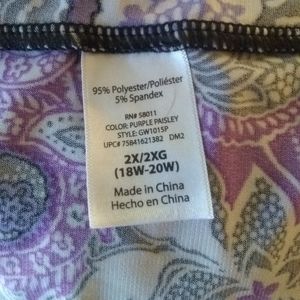 95% Polyester/Poliéster
5% Spandex
RN# 58011
COLOR: PURPLE PAISLEY
STYLE: GW1015P
UPC# 75841621382 DM2
2X/2XG
(18W-20W)
Made in China
Hecho en China